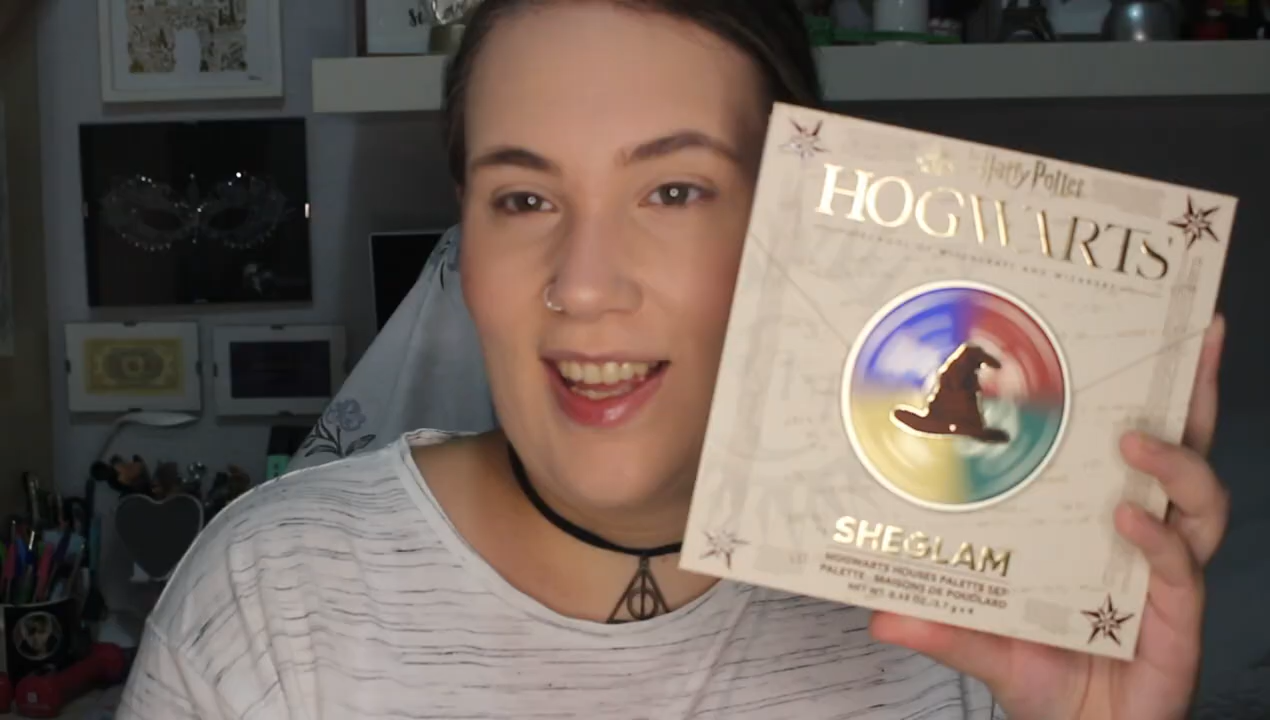 Harry Potter
HOGWARTS
SCHOOL OF WITCHCRAFT AND WIZARDRY
SHEGLAM
HOGWARTS HOUSES PALETTE SET
PALETTE MAISONS DE POUDLARD